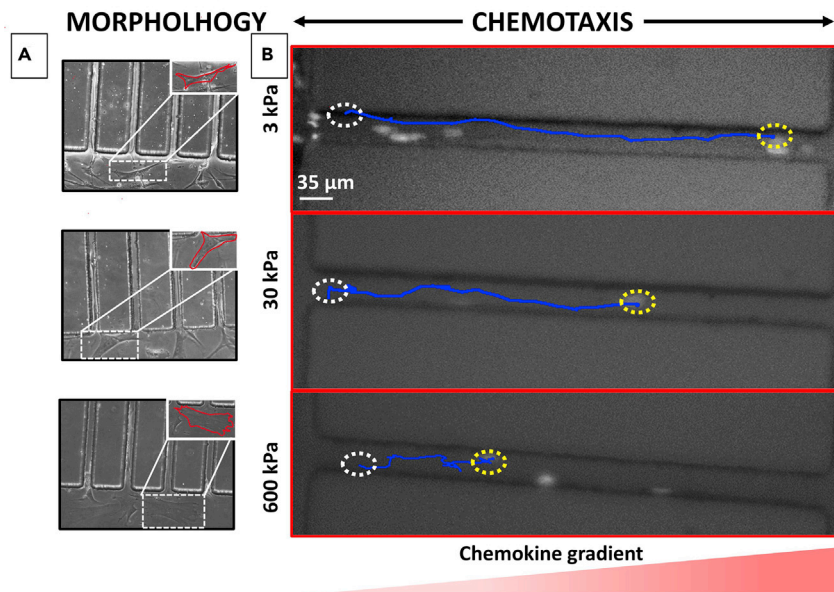 MORPHOLHOGY
CHEMOTAXIS
A
B
3 kPa
35 µm
30 kPa
600 kPa
Chemokine gradient